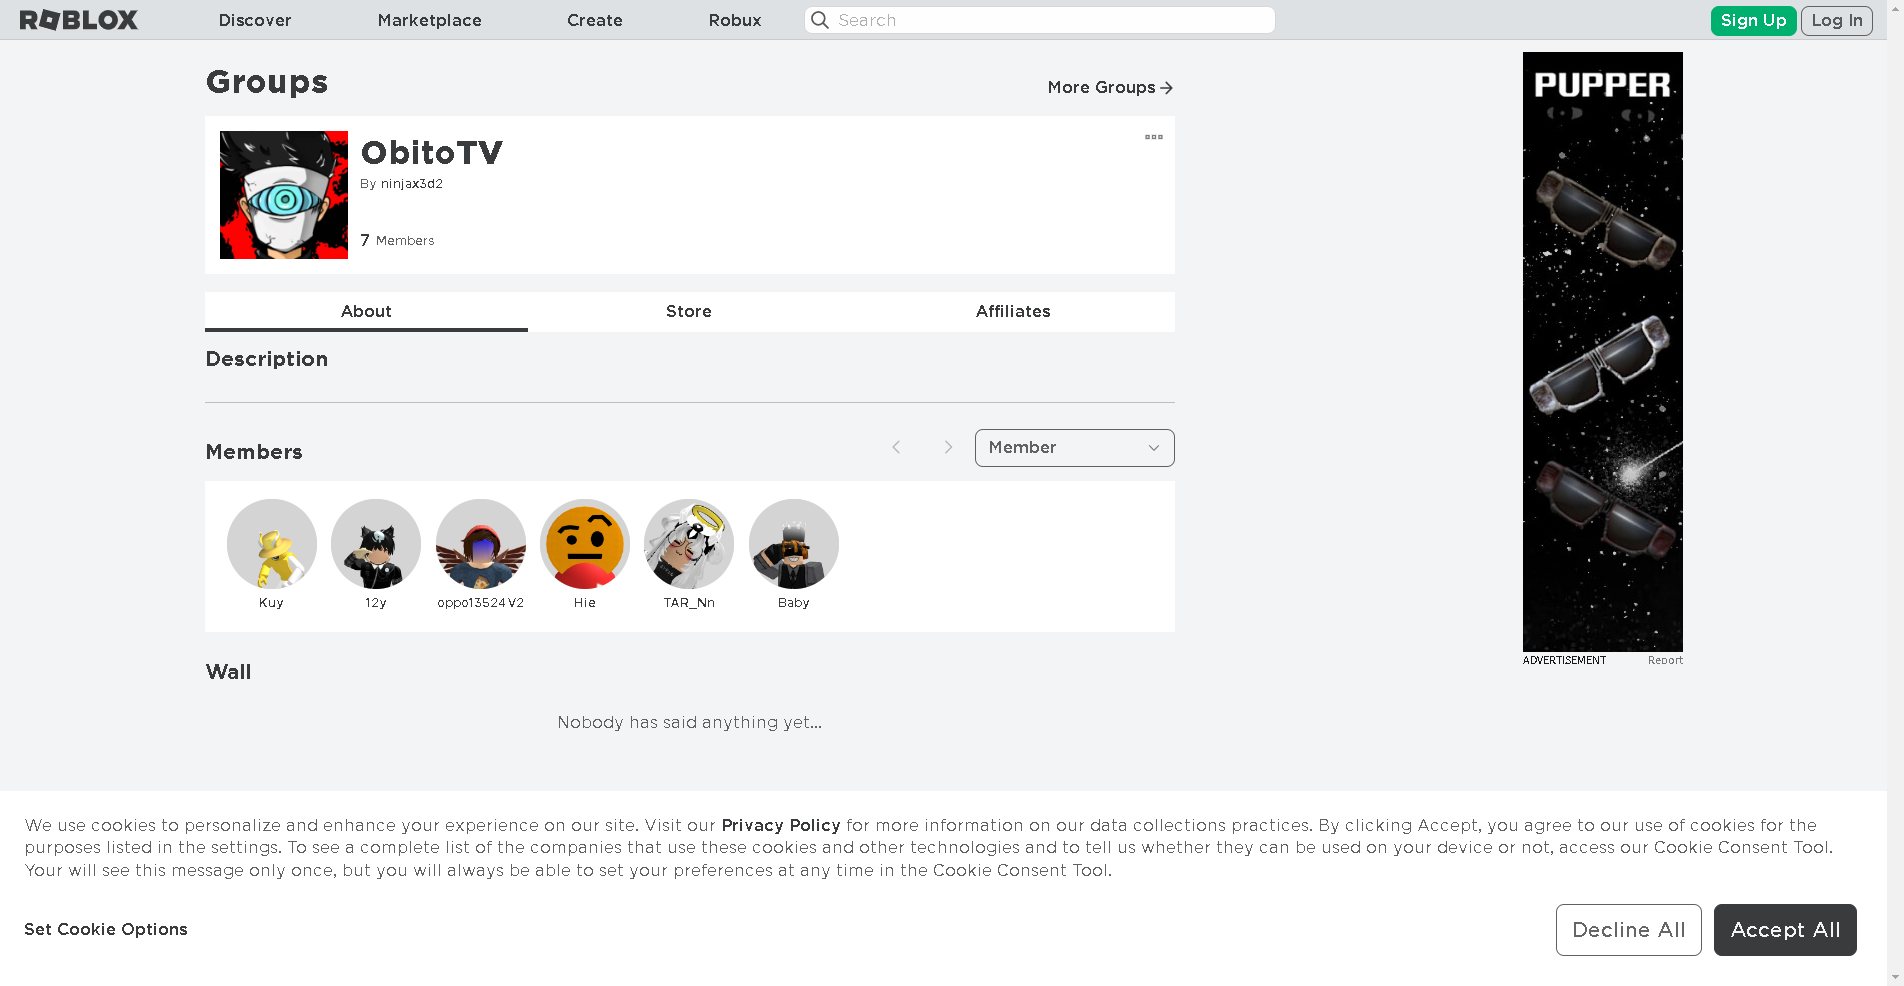 ROBLOX
Discover
Marketplace
Create
Robux
Search
Sign Up
Log In
Groups
More Groups
ObitoTV
By ninjax3d2
7 Members
About
Store
Affiliates
Description
Members
Member
Kuy
12y
oppo13524V2
Hie
TAR_Nn
Baby
Wall
Nobody has said anything yet...
PUPPER
ADVERTISEMENT
Report
We use cookies to personalize and enhance your experience on our site. Visit our Privacy Policy for more information on our data collections practices. By clicking Accept, you agree to our use of cookies for the
purposes listed in the settings. To see a complete list of the companies that use these cookies and other technologies and to tell us whether they can be used on your device or not, access our Cookie Consent Tool.
Your will see this message only once, but you will always be able to set your preferences at any time in the Cookie Consent Tool.
Set Cookie Options
Decline All
Accept All